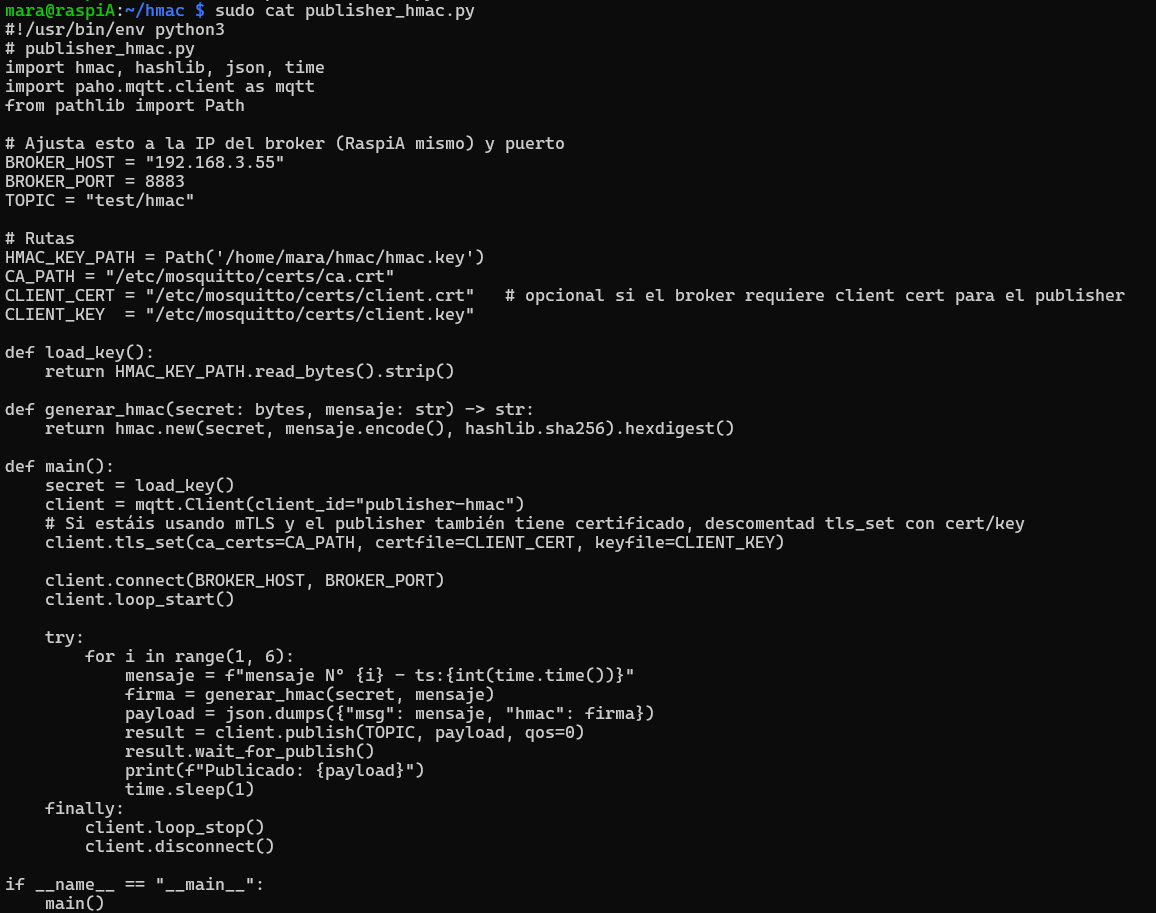 mara@raspiA:~/hmac $ sudo cat publisher_hmac.py
#!/usr/bin/env python3
# publisher_hmac.py
import hmac, hashlib, json, time
import paho.mqtt.client as mqtt
from pathlib import Path

# Ajusta esto a la IP del broker (RaspiA mismo) y puerto
BROKER_HOST = "192.168.3.55"
BROKER_PORT = 8883
TOPIC = "test/hmac"

# Rutas
HMAC_KEY_PATH = Path('/home/mara/hmac/hmac.key')
CA_PATH = "/etc/mosquitto/certs/ca.crt"
CLIENT_CERT = "/etc/mosquitto/certs/client.crt"   # opcional si el broker requiere client cert para el publisher
CLIENT_KEY  = "/etc/mosquitto/certs/client.key"

def load_key():
    return HMAC_KEY_PATH.read_bytes().strip()

def generar_hmac(secret: bytes, mensaje: str) -> str:
    return hmac.new(secret, mensaje.encode(), hashlib.sha256).hexdigest()

def main():
    secret = load_key()
    client = mqtt.Client(client_id="publisher-hmac")
    # Si estáis usando mTLS y el publisher también tiene certificado, descomentad tls_set con cert/key
    client.tls_set(ca_certs=CA_PATH, certfile=CLIENT_CERT, keyfile=CLIENT_KEY)

    client.connect(BROKER_HOST, BROKER_PORT)
    client.loop_start()

    try:
        for i in range(1, 6):
            mensaje = f"mensaje Nº {i} - ts:{int(time.time())}"
            firma = generar_hmac(secret, mensaje)
            payload = json.dumps({"msg": mensaje, "hmac": firma})
            result = client.publish(TOPIC, payload, qos=0)
            result.wait_for_publish()
            print(f"Publicado: {payload}")
            time.sleep(1)
    finally:
        client.loop_stop()
        client.disconnect()

if __name__ == "__main__":
    main()